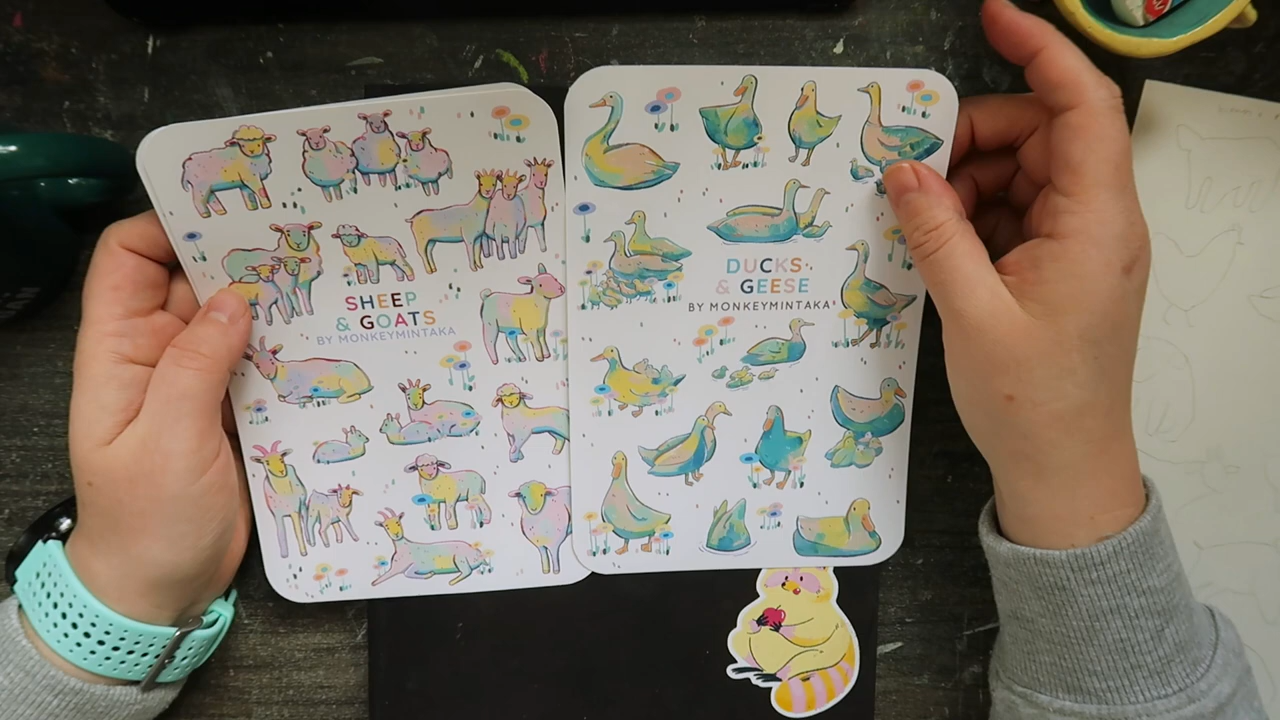 SHEEP
& GOATS
BY MONKEYMINTAKA
DUCKS
& GEESE
BY MONKEYMINTAKA